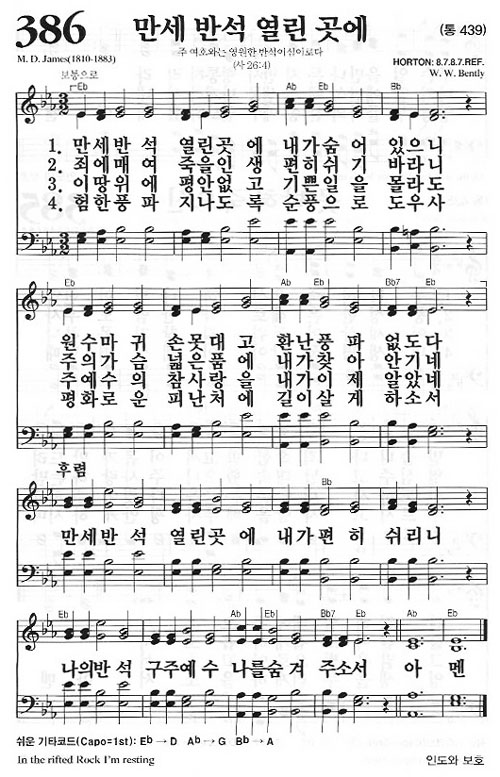 386 만세 반석 열린 곳에 (통 439)
주 여호와는 영원한 반석이심이로다
(사 26:4)
M. D. James(1810-1883)
HORTON: 8.7.8.7.REF.
W. W. Bently
보통으로
Eb Ab Eb Bb
1. 만세반석 열린곳에 내가숨어 있으니
2. 죄에매여 죽을인생 편히쉬기 바라니
3. 이땅위에 평안없고 기쁜일을 몰라도
4. 험한풍파 지나도록 순풍으로 도우사
Eb Ab Eb Bb7 Eb
원수마귀 손못대고 환난풍파 없도다
주의가슴 넓은품에 내가찾아 안기네
주예수의 참사랑을 내가이제 알았네
평화로운 피난처에 길이살게 하소서
후렴
Eb Bb
만세반석 열린곳에 내가편히 쉬리니
Eb Ab Eb Bb7 Eb Ab Eb
나의반석 구주예수 나를숨겨 주소서 아멘
쉬운 기타코드(Capo=1st): Eb → D Ab → G Bb → A
In the rifted Rock I'm resting
인도와 보호